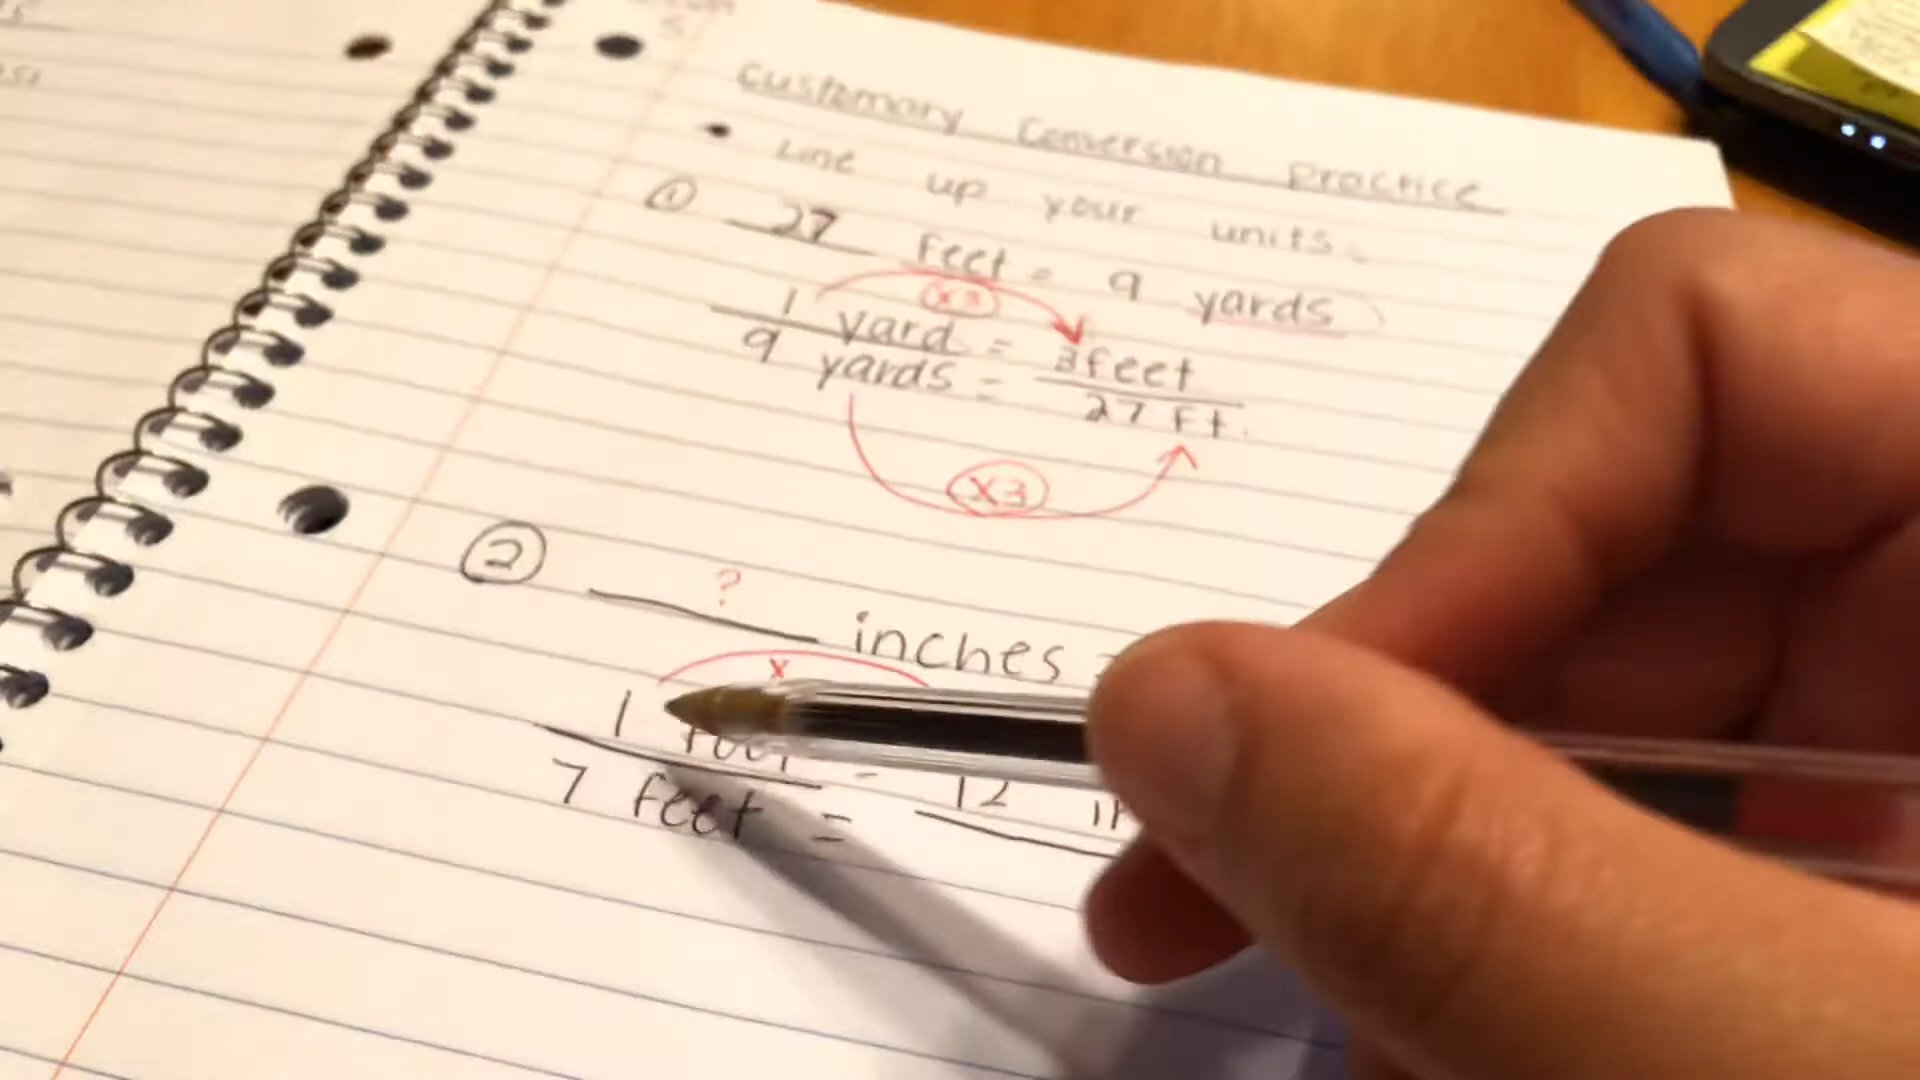 Customary Conversion Practice
• Line up your units.
① 27 feet = 9 yards
x3
1 yard = 3 feet
9 yards = 27 ft.
x3
② ? inches =
x
1 foot = 12
7 feet =